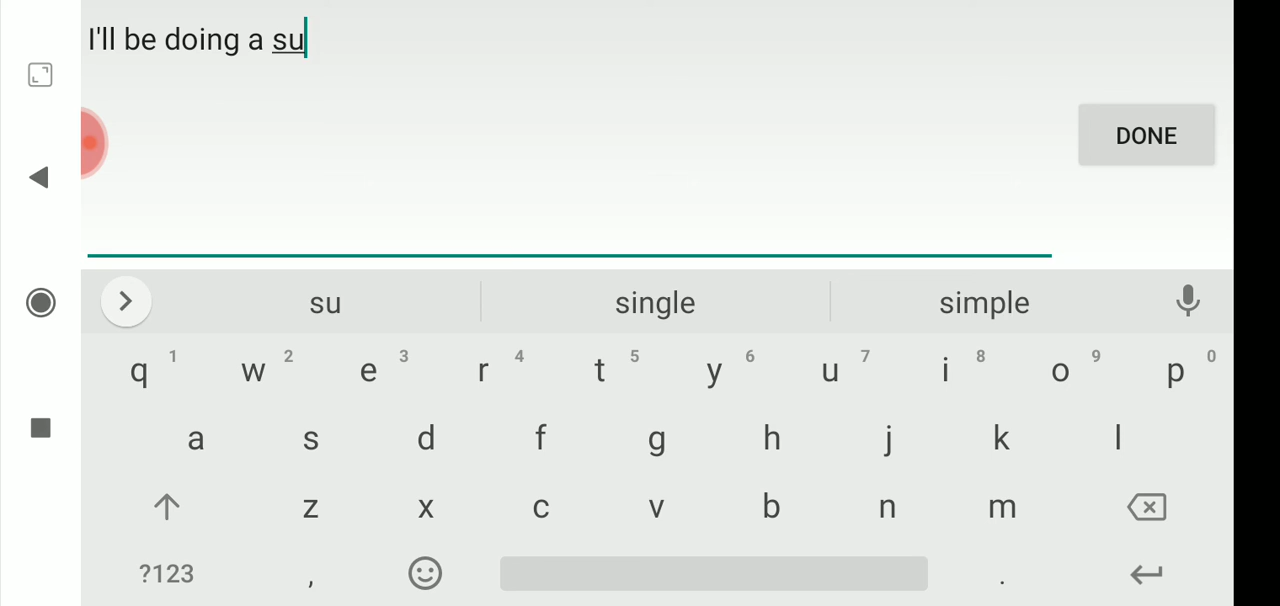 I'll be doing a su
DONE
su single simple
q 1 w 2 e 3 r 4 t 5 y 6 u 7 i 8 o 9 p 0
a s d f g h j k l
z x c v b n m
?123 , .